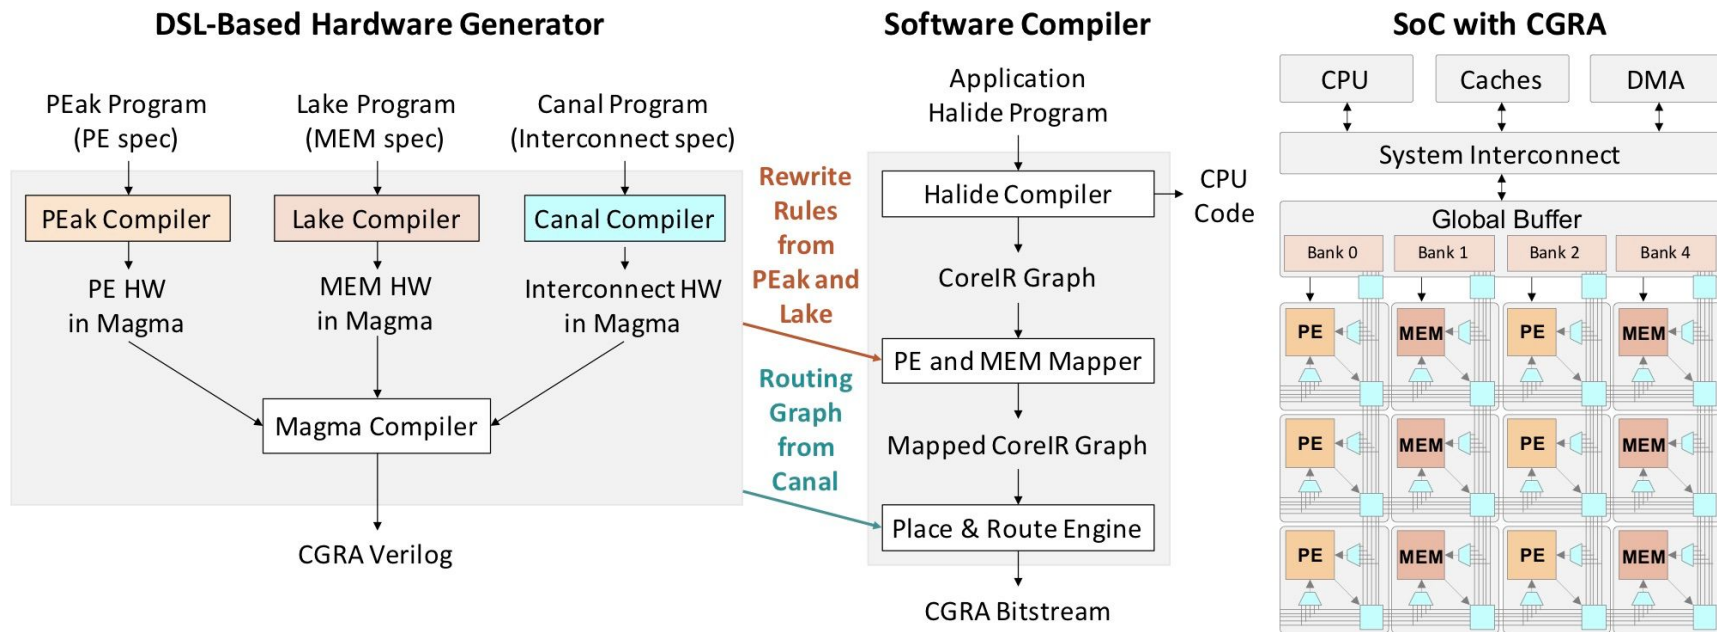 DSL-Based Hardware Generator
PEak Program
(PE spec)
Lake Program
(MEM spec)
Canal Program
(Interconnect spec)
PEak Compiler
Lake Compiler
Canal Compiler
PE HW
in Magma
MEM HW
in Magma
Interconnect HW
in Magma
Magma Compiler
CGRA Verilog
Rewrite
Rules
from
PEak and
Lake
Routing
Graph
from
Canal
Software Compiler
Application
Halide Program
Halide Compiler
CPU
Code
CoreIR Graph
PE and MEM Mapper
Mapped CoreIR Graph
Place & Route Engine
CGRA Bitstream
SoC with CGRA
CPU
Caches
DMA
System Interconnect
Global Buffer
Bank 0
Bank 1
Bank 2
Bank 4
PE
MEM
PE
MEM
PE
MEM
PE
MEM
PE
MEM
PE
MEM